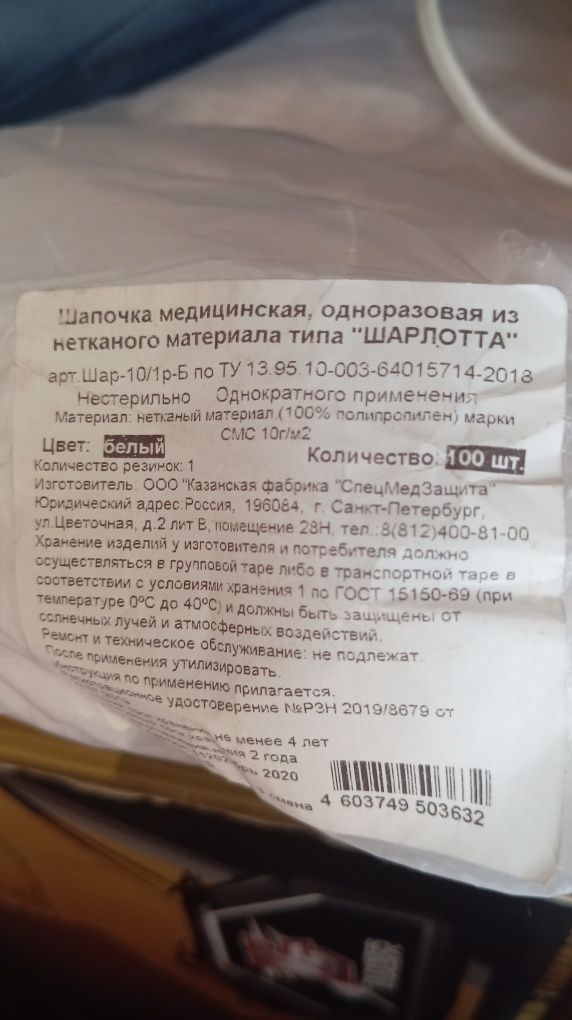 Шапочка медицинская, одноразовая из
нетканого материала типа "ШАРЛОТТА"
арт.Шар-10/1р-Б по ТУ 13.95.10-003-64015714-2018
Нестерильно Однократного применения
Материал: нетканый материал (100% полипропилен) марки
СМС 10г/м2
Цвет: белый Количество: 100 шт.
Количество резинок: 1
Изготовитель: ООО "Казанская фабрика "СпецМедЗащита"
Юридический адрес:Россия, 196084, г. Санкт-Петербург,
ул.Цветочная, д.2 лит В, помещение 28Н, тел.:8(812)400-81-00
Хранение изделий у изготовителя и потребителя должно
осуществляться в групповой таре либо в транспортной таре в
соответствии с условиями хранения 1 по ГОСТ 15150-69 (при
температуре 0ºС до 40ºС) и должны быть защищены от
солнечных лучей и атмосферных воздействий.
Ремонт и техническое обслуживание: не подлежат.
После применения утилизировать.
Инструкция по применению прилагается.
удостоверение №РЗН 2019/8679 от
не менее 4 лет
2 года
2020
смена
4 603749 503632